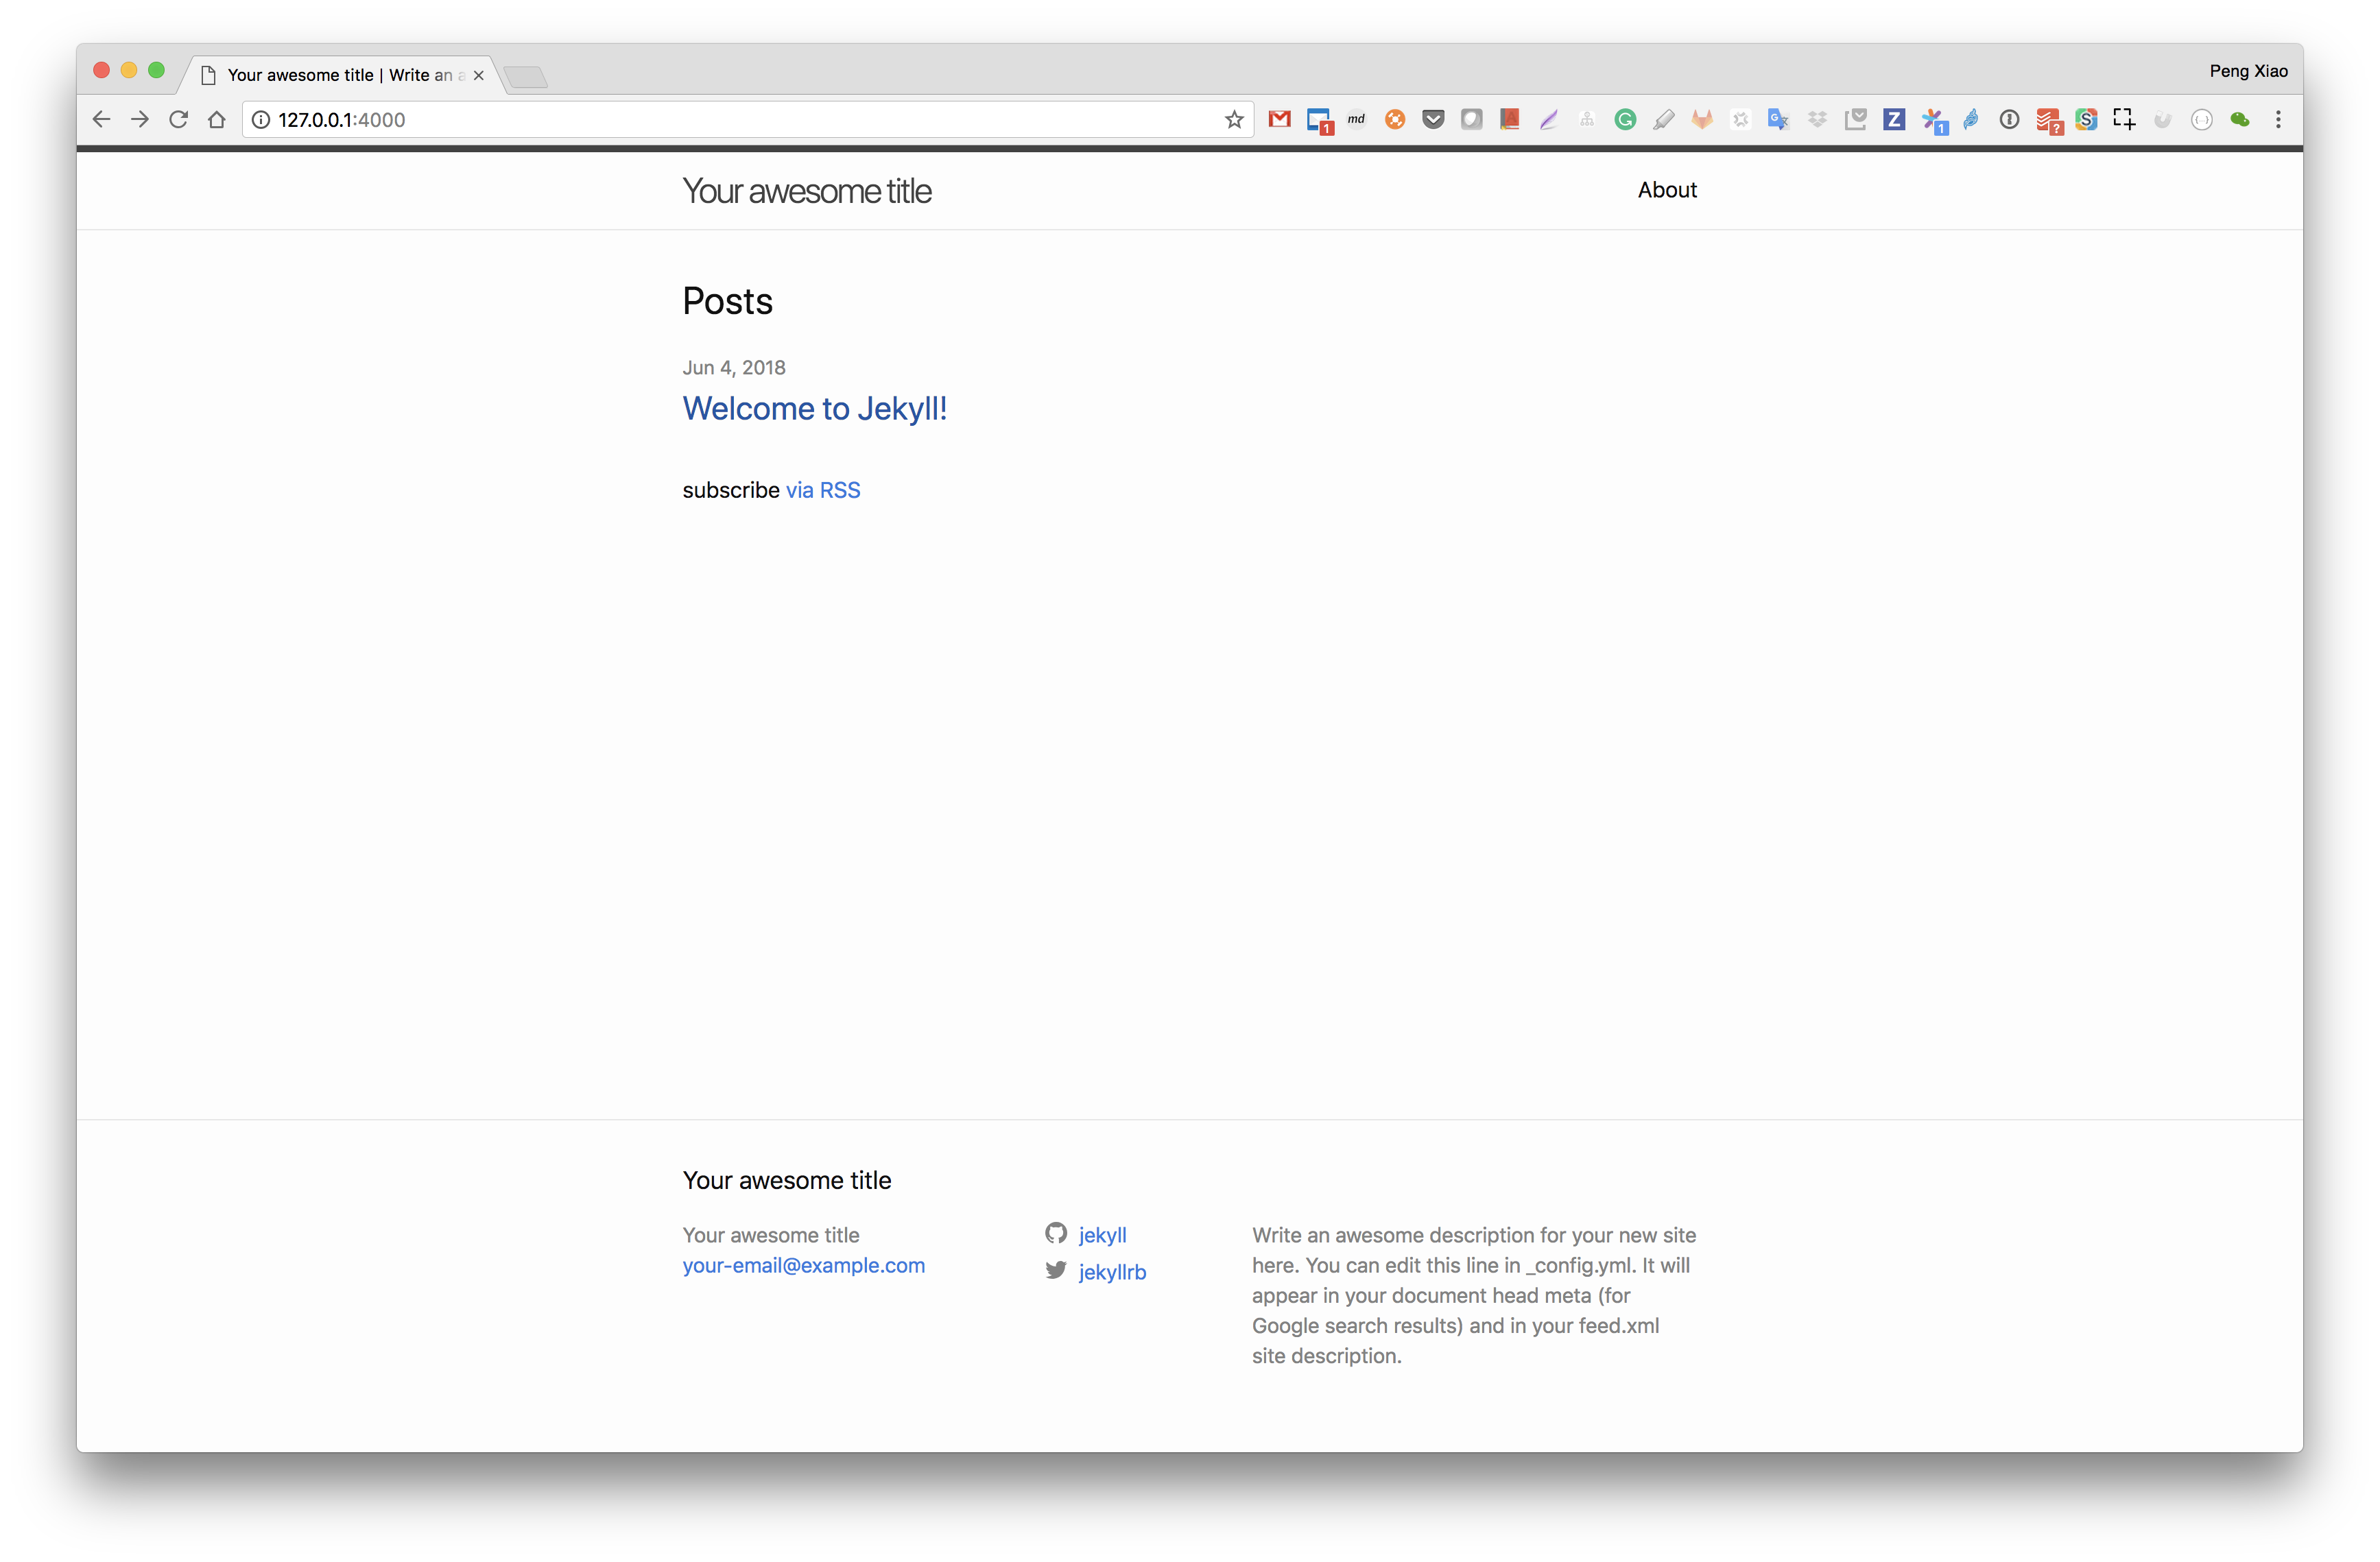 Your awesome title | Write an a
Peng Xiao
127.0.0.1:4000
1
md
G
Z
1
S
?
Your awesome title
About
Posts
Jun 4, 2018
Welcome to Jekyll!
subscribe via RSS
Your awesome title
Your awesome title
your-email@example.com
jekyll
jekyllrb
Write an awesome description for your new site
here. You can edit this line in _config.yml. It will
appear in your document head meta (for
Google search results) and in your feed.xml
site description.